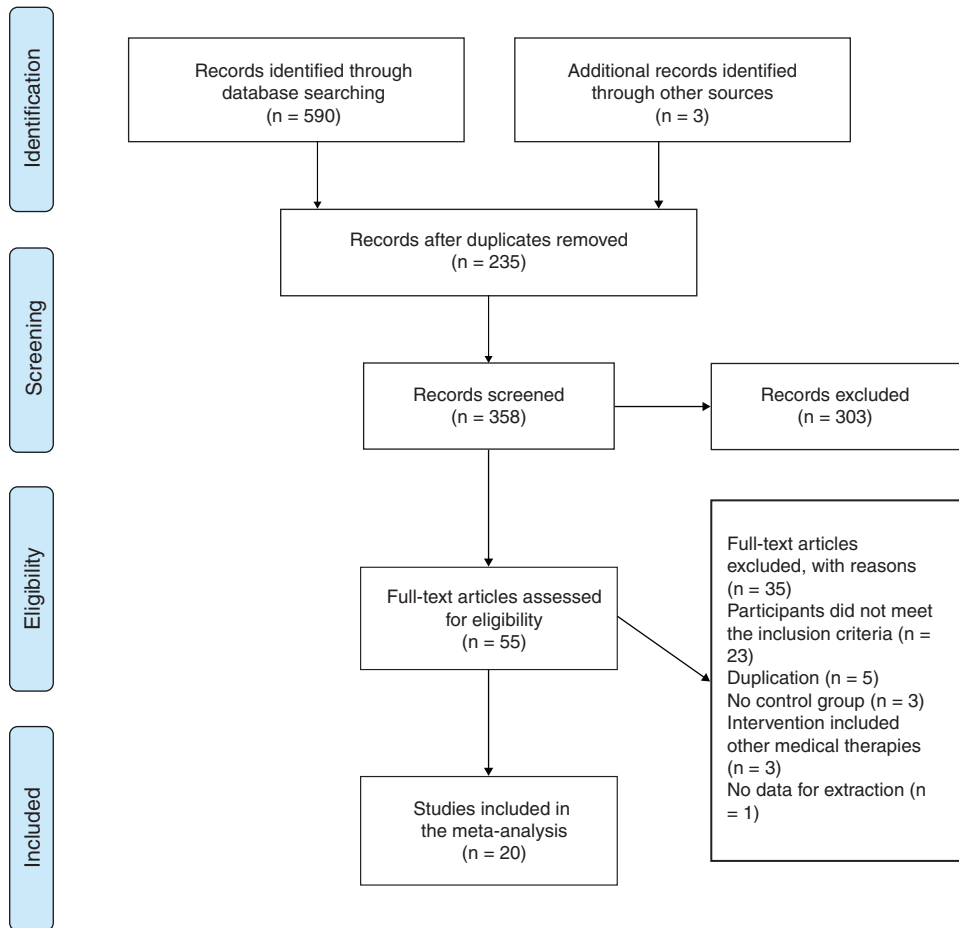 Identification
Records identified through
database searching
(n = 590)
Additional records identified
through other sources
(n = 3)
Records after duplicates removed
(n = 235)
Screening
Records screened
(n = 358)
Records excluded
(n = 303)
Eligibility
Full-text articles assessed
for eligibility
(n = 55)
Full-text articles
excluded, with reasons
(n = 35)
Participants did not meet
the inclusion criteria (n =
23)
Duplication (n = 5)
No control group (n = 3)
Intervention included
other medical therapies
(n = 3)
No data for extraction (n
= 1)
Included
Studies included in
the meta-analysis
(n = 20)